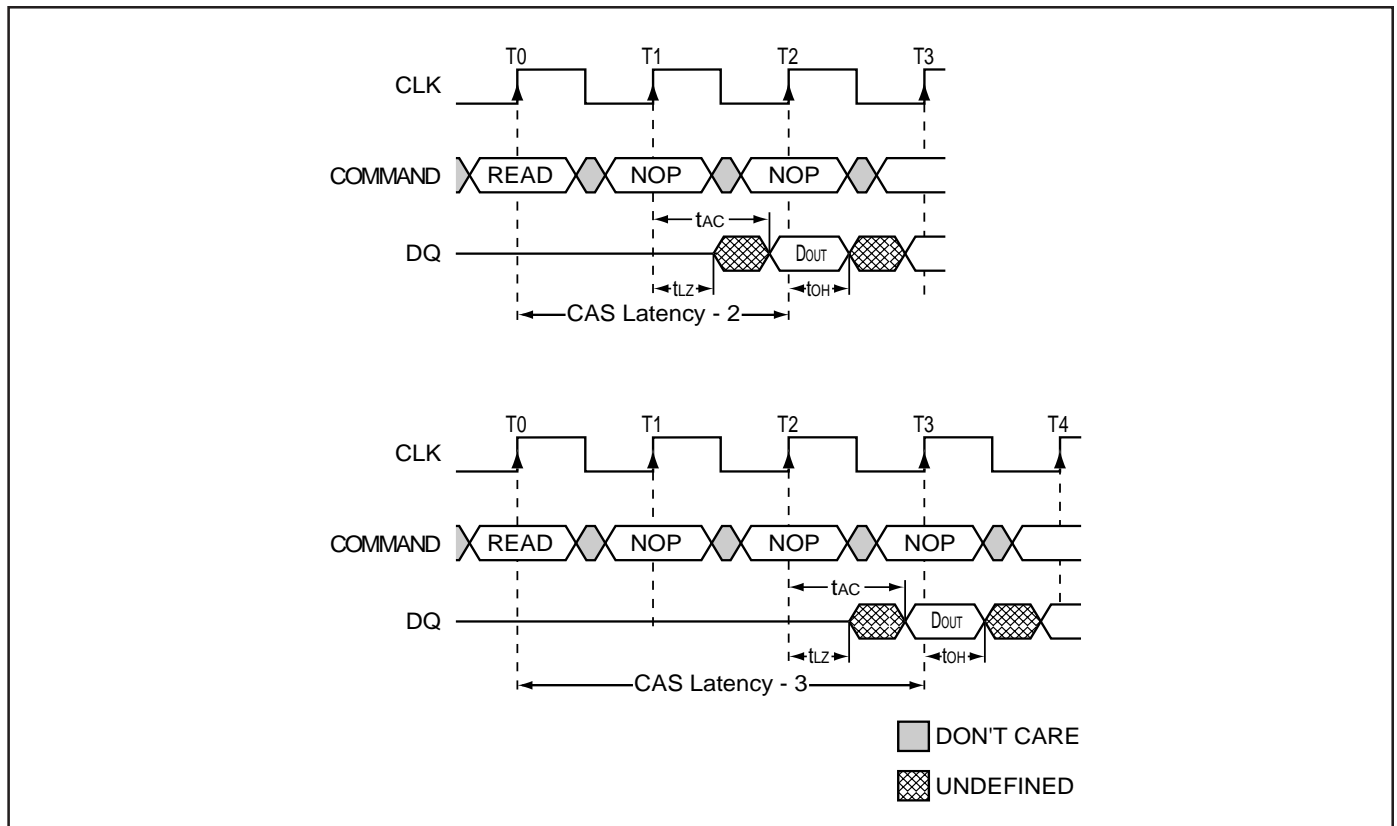 T0 T1 T2 T3
CLK
COMMAND READ NOP NOP
tAC
DQ DOUT
tLZ tOH
CAS Latency - 2
T0 T1 T2 T3 T4
CLK
COMMAND READ NOP NOP NOP
tAC
DQ DOUT
tLZ tOH
CAS Latency - 3
DON'T CARE
UNDEFINED